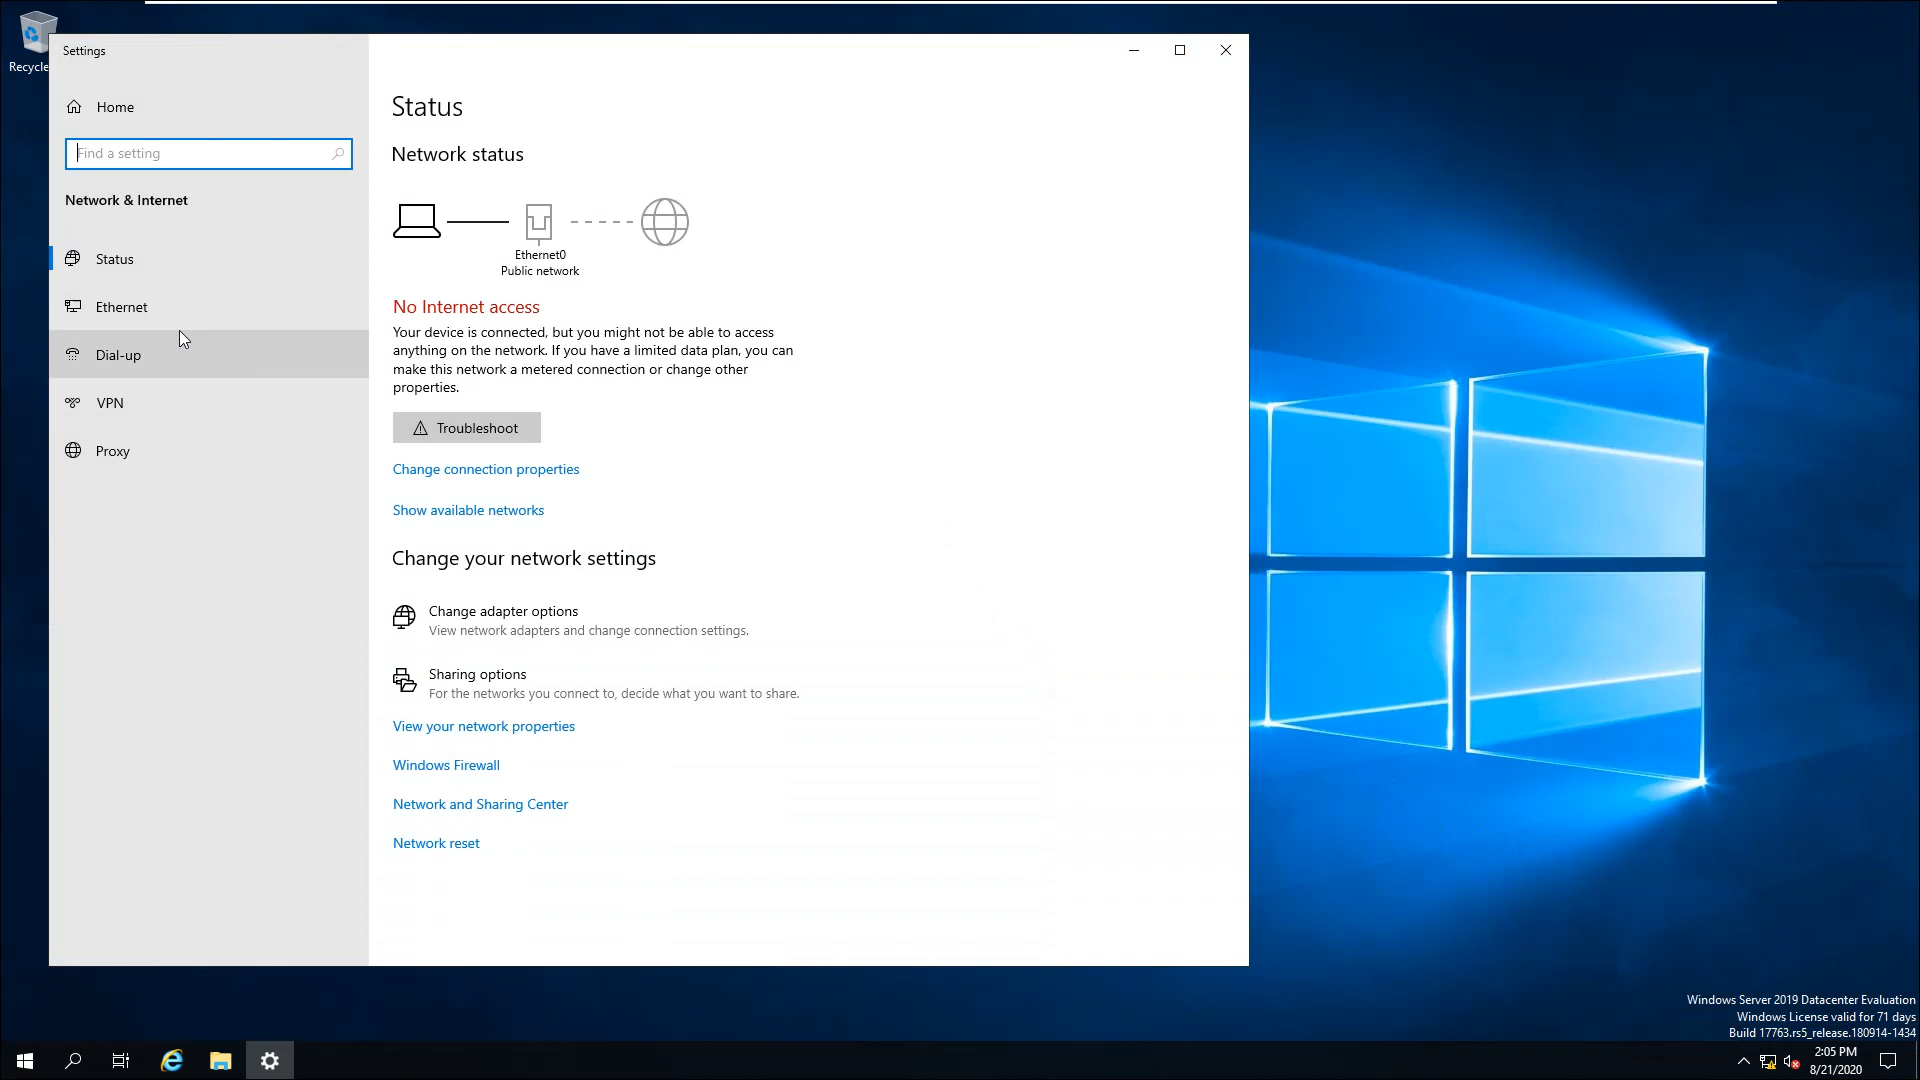 Recycle
Settings
Home
Find a setting
Network & Internet
Status
Ethernet
Dial-up
VPN
Proxy
Status
Network status
Ethernet0
Public network
No Internet access
Your device is connected, but you might not be able to access
anything on the network. If you have a limited data plan, you can
make this network a metered connection or change other
properties.
Troubleshoot
Change connection properties
Show available networks
Change your network settings
Change adapter options
View network adapters and change connection settings.
Sharing options
For the networks you connect to, decide what you want to share.
View your network properties
Windows Firewall
Network and Sharing Center
Network reset
Windows Server 2019 Datacenter Evaluation
Windows License valid for 71 days
Build 17763.rs5_release.180914-1434
2:05 PM
8/21/2020